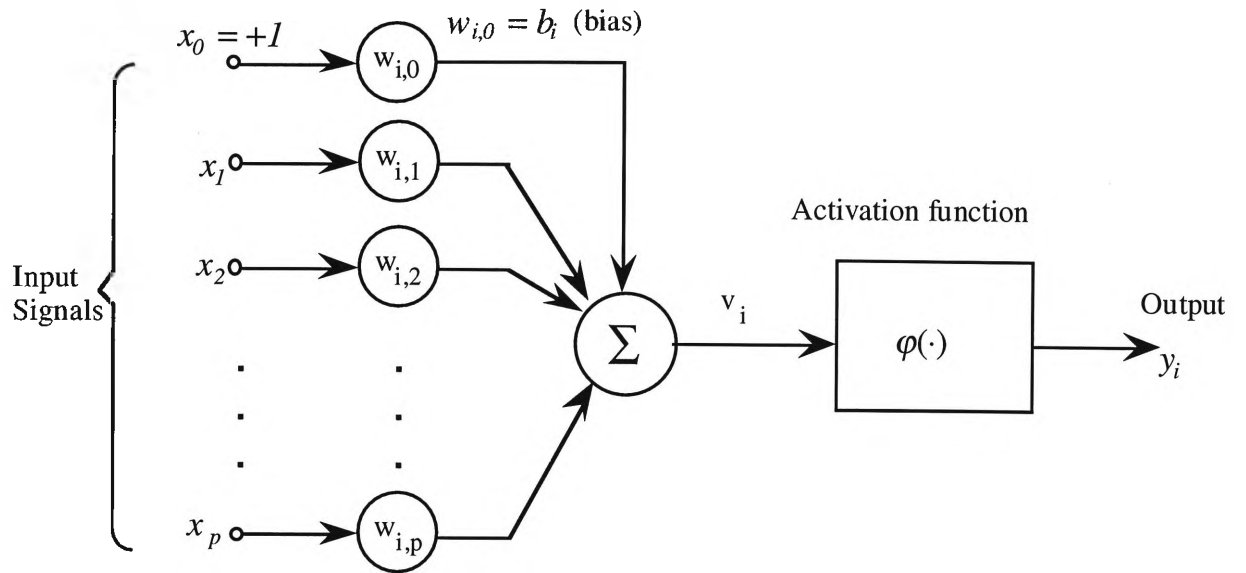 x0 = +1
wi,0 = bi (bias)
wi,0
x1
wi,1
Activation function
x2
wi,2
Input
Signals
Σ
vi
φ(·)
Output
yi
xp
wi,p